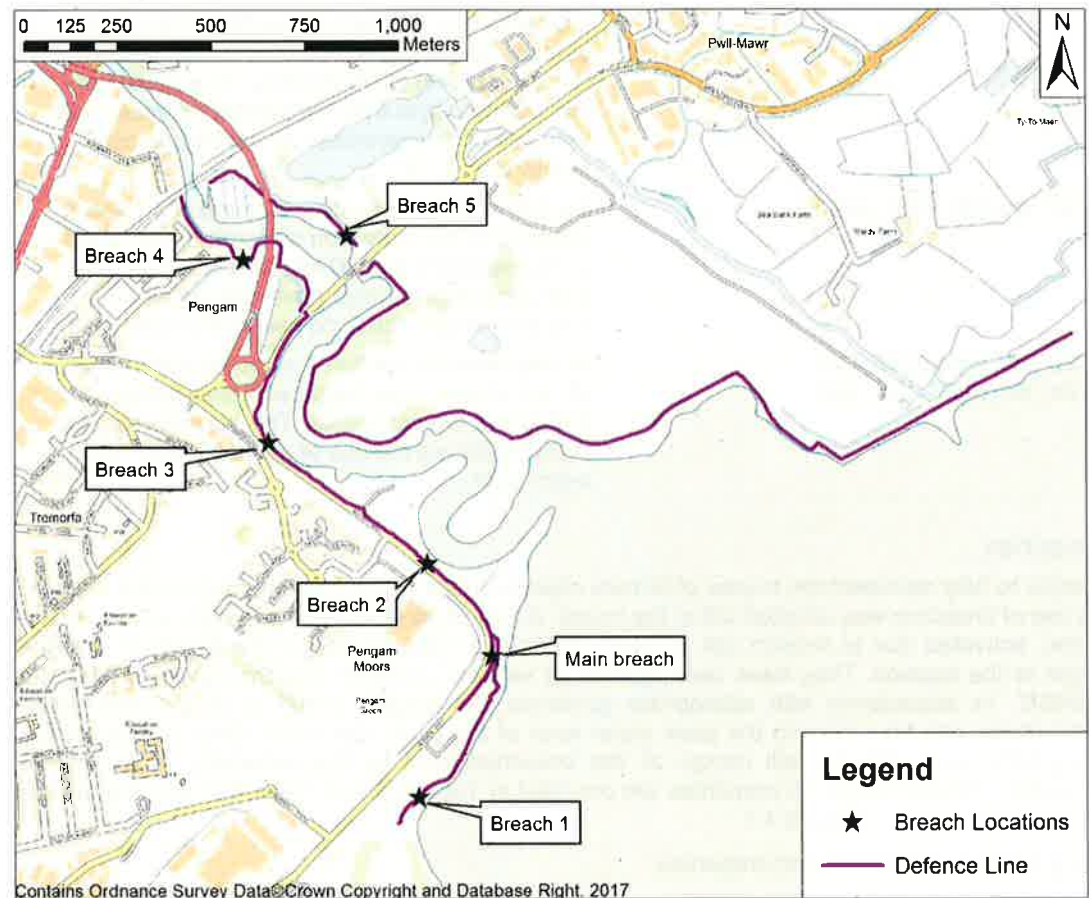 0 125 250 500 750 1,000
Meters
N
Pwll-Mawr
Ty-To-Maen
Breach 5
Breach 4
Pengam
Breach 3
Tremorfa
Breach 2
Main breach
Pengam
Moors
Pengam
Green
Breach 1
Legend
Breach Locations
Defence Line
Contains Ordnance Survey Data©Crown Copyright and Database Right. 2017